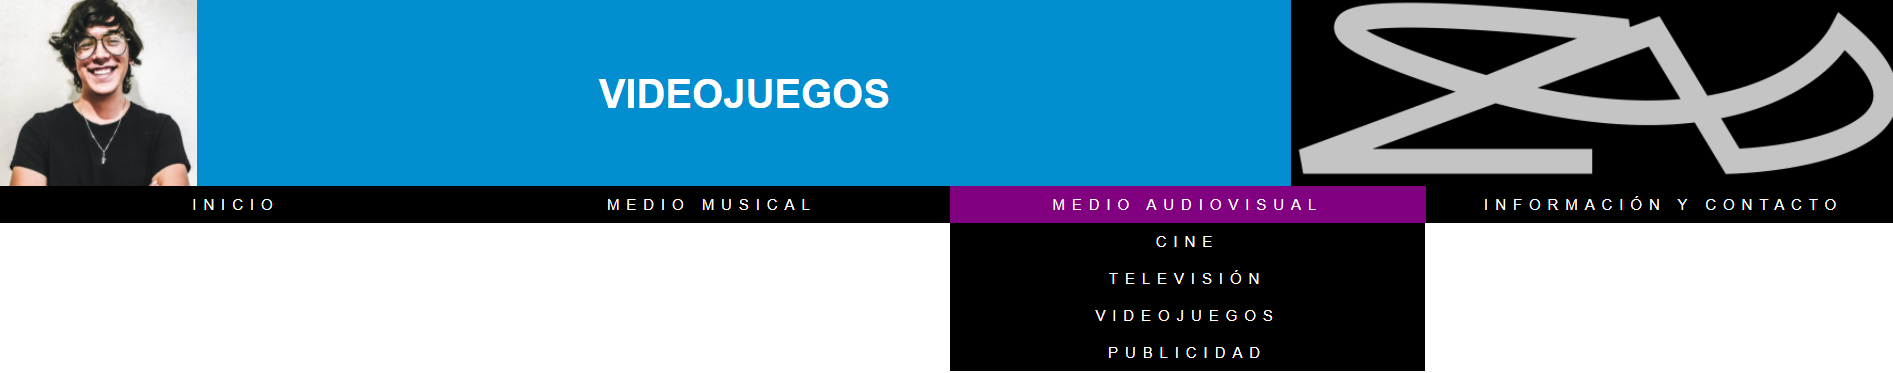 VIDEOJUEGOS
INICIO MEDIO MUSICAL MEDIO AUDIOVISUAL INFORMACIÓN Y CONTACTO
CINE
TELEVISIÓN
VIDEOJUEGOS
PUBLICIDAD